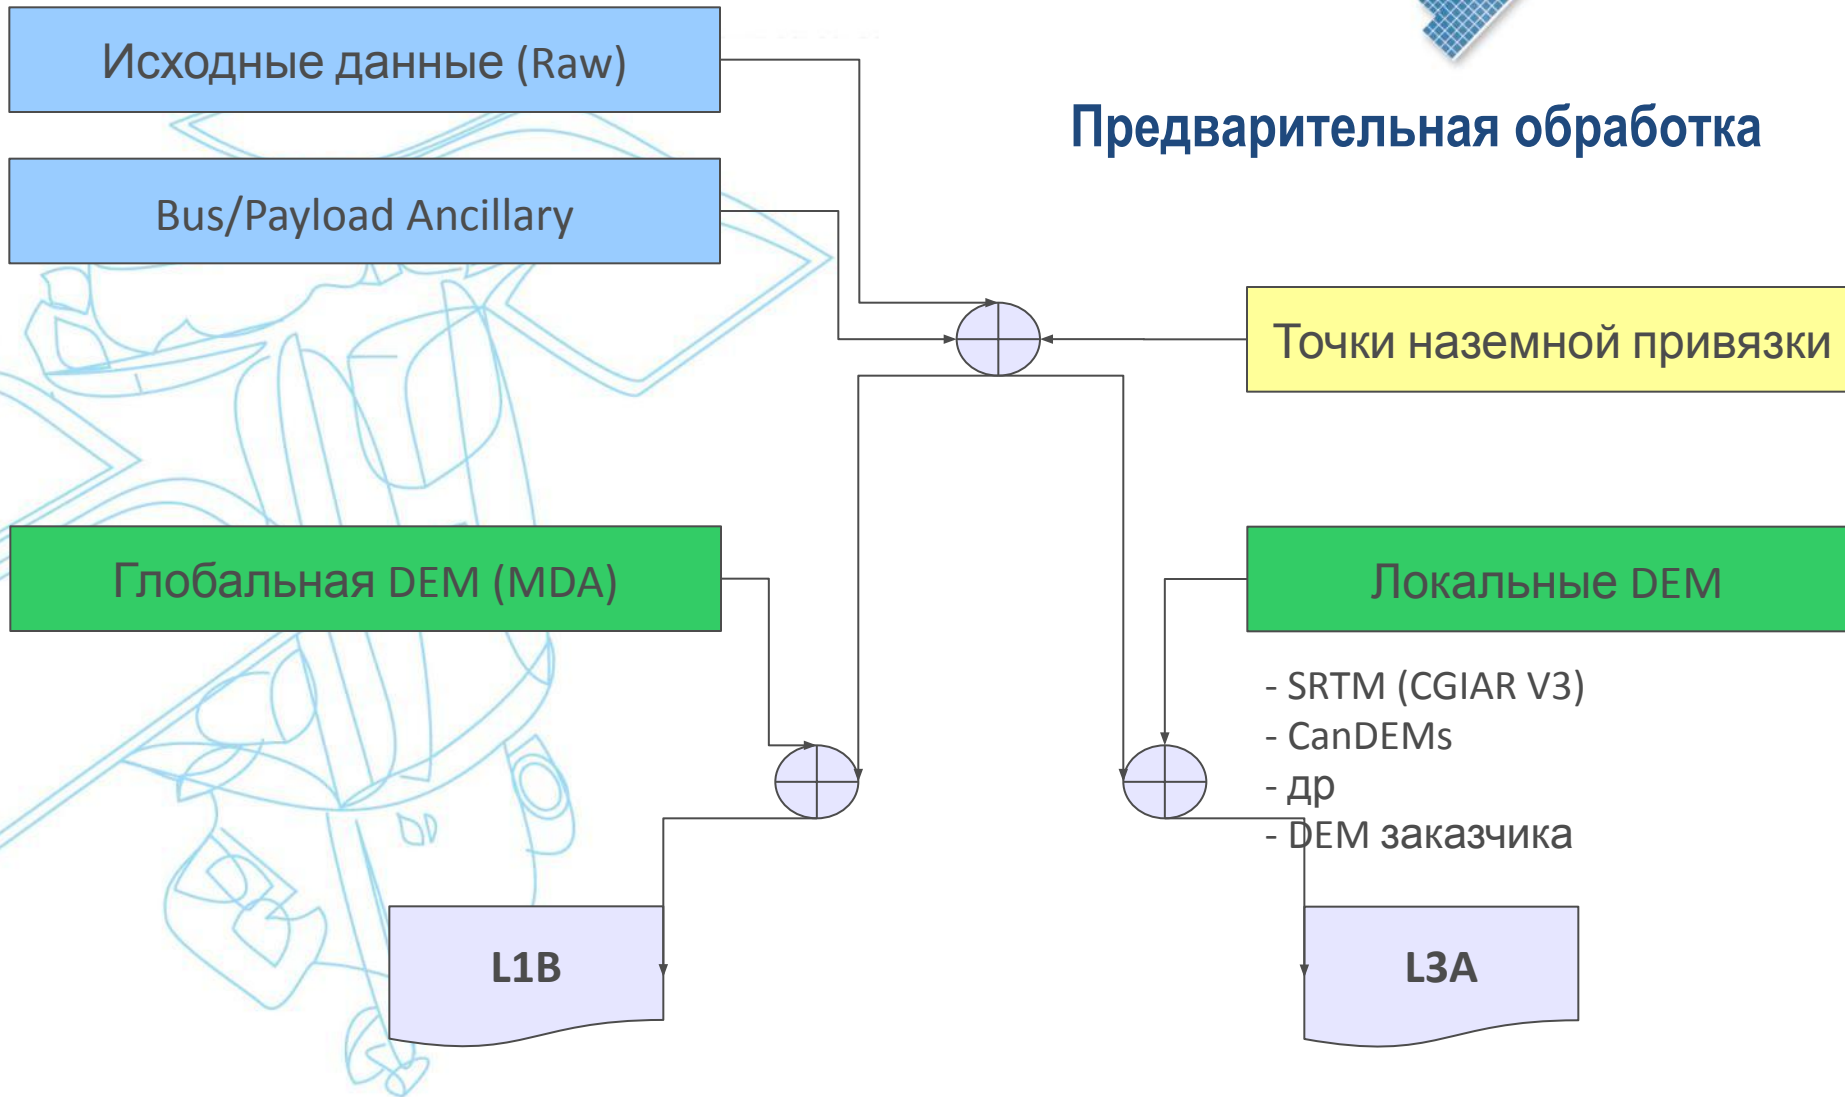 Исходные данные (Raw)
Предварительная обработка
Bus/Payload Ancillary
Точки наземной привязки
Глобальная DEM (MDA)
Локальные DEM
- SRTM (CGIAR V3)
- CanDEMs
- др
- DEM заказчика
L1B
L3A